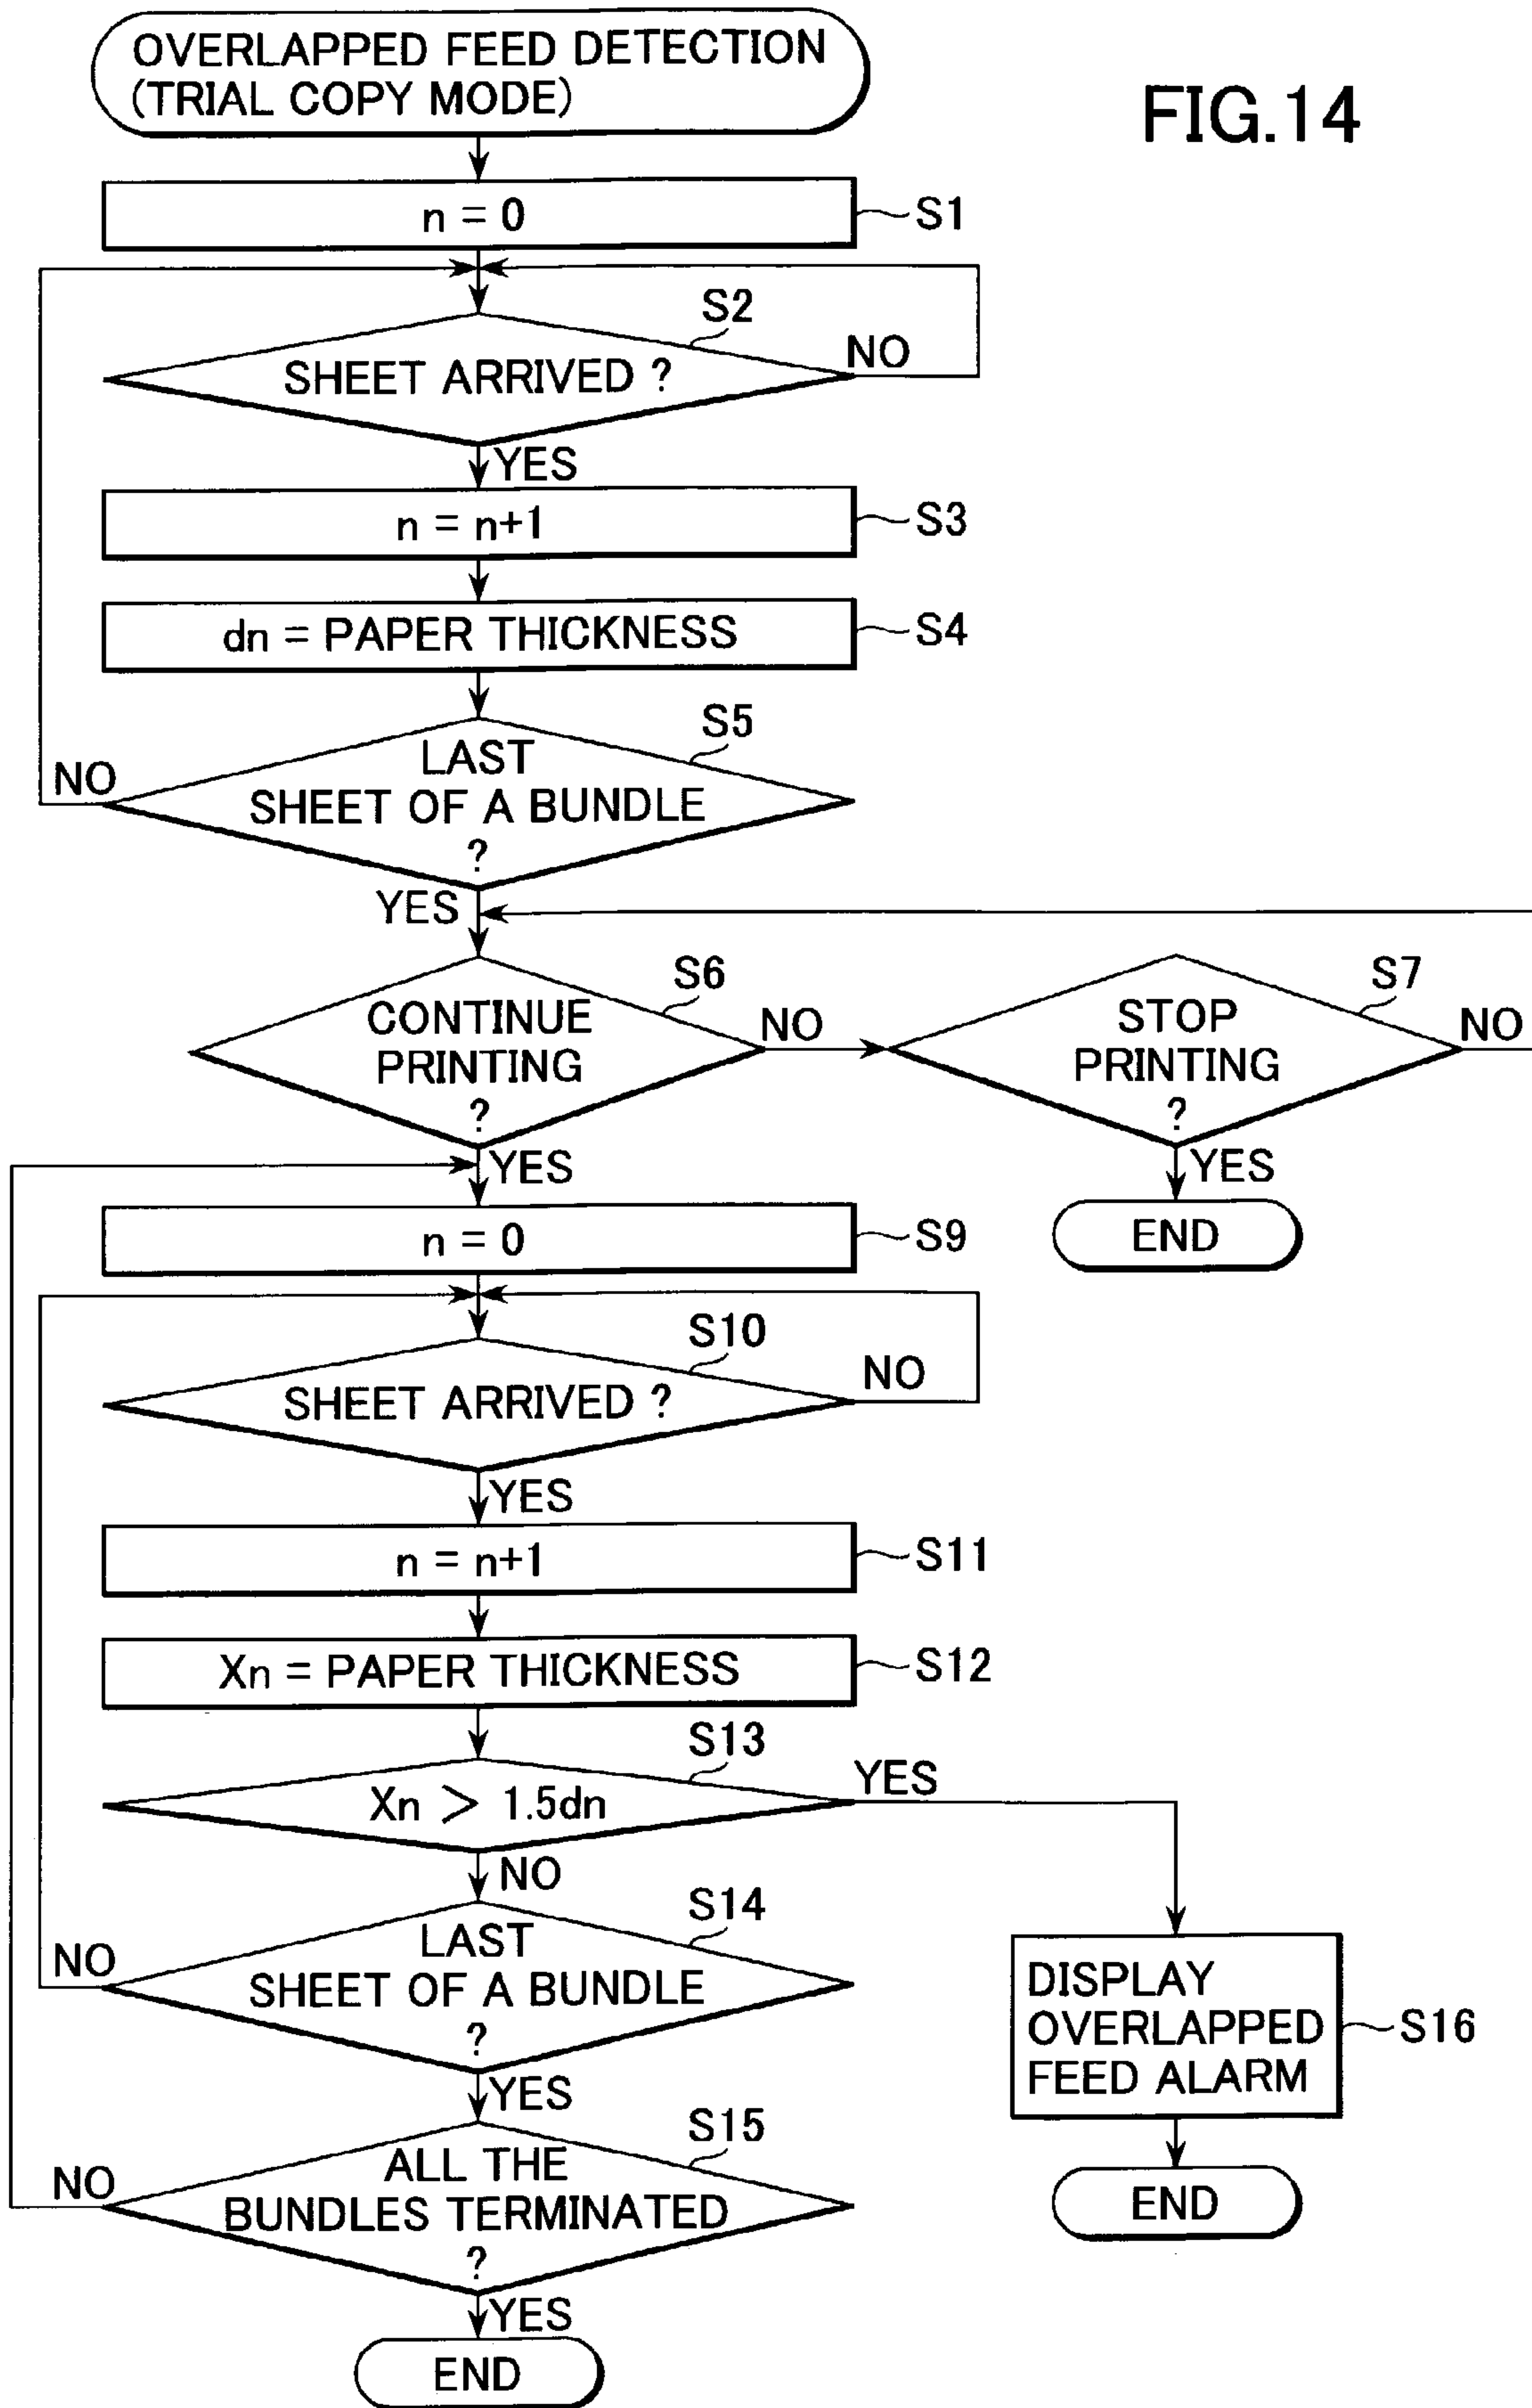 OVERLAPPED FEED DETECTION
(TRIAL COPY MODE)
FIG.14
n = 0
S1
S2
SHEET ARRIVED ?
NO
YES
n = n+1
S3
dn = PAPER THICKNESS
S4
S5
LAST
SHEET OF A BUNDLE
?
NO
YES
S6
CONTINUE
PRINTING
?
NO
S7
STOP
PRINTING
?
NO
YES
YES
END
n = 0
S9
S10
SHEET ARRIVED ?
NO
YES
n = n+1
S11
Xn = PAPER THICKNESS
S12
S13
Xn > 1.5dn
YES
NO
S14
LAST
SHEET OF A BUNDLE
?
NO
YES
DISPLAY
OVERLAPPED
FEED ALARM
S16
END
S15
ALL THE
BUNDLES TERMINATED
?
NO
YES
END